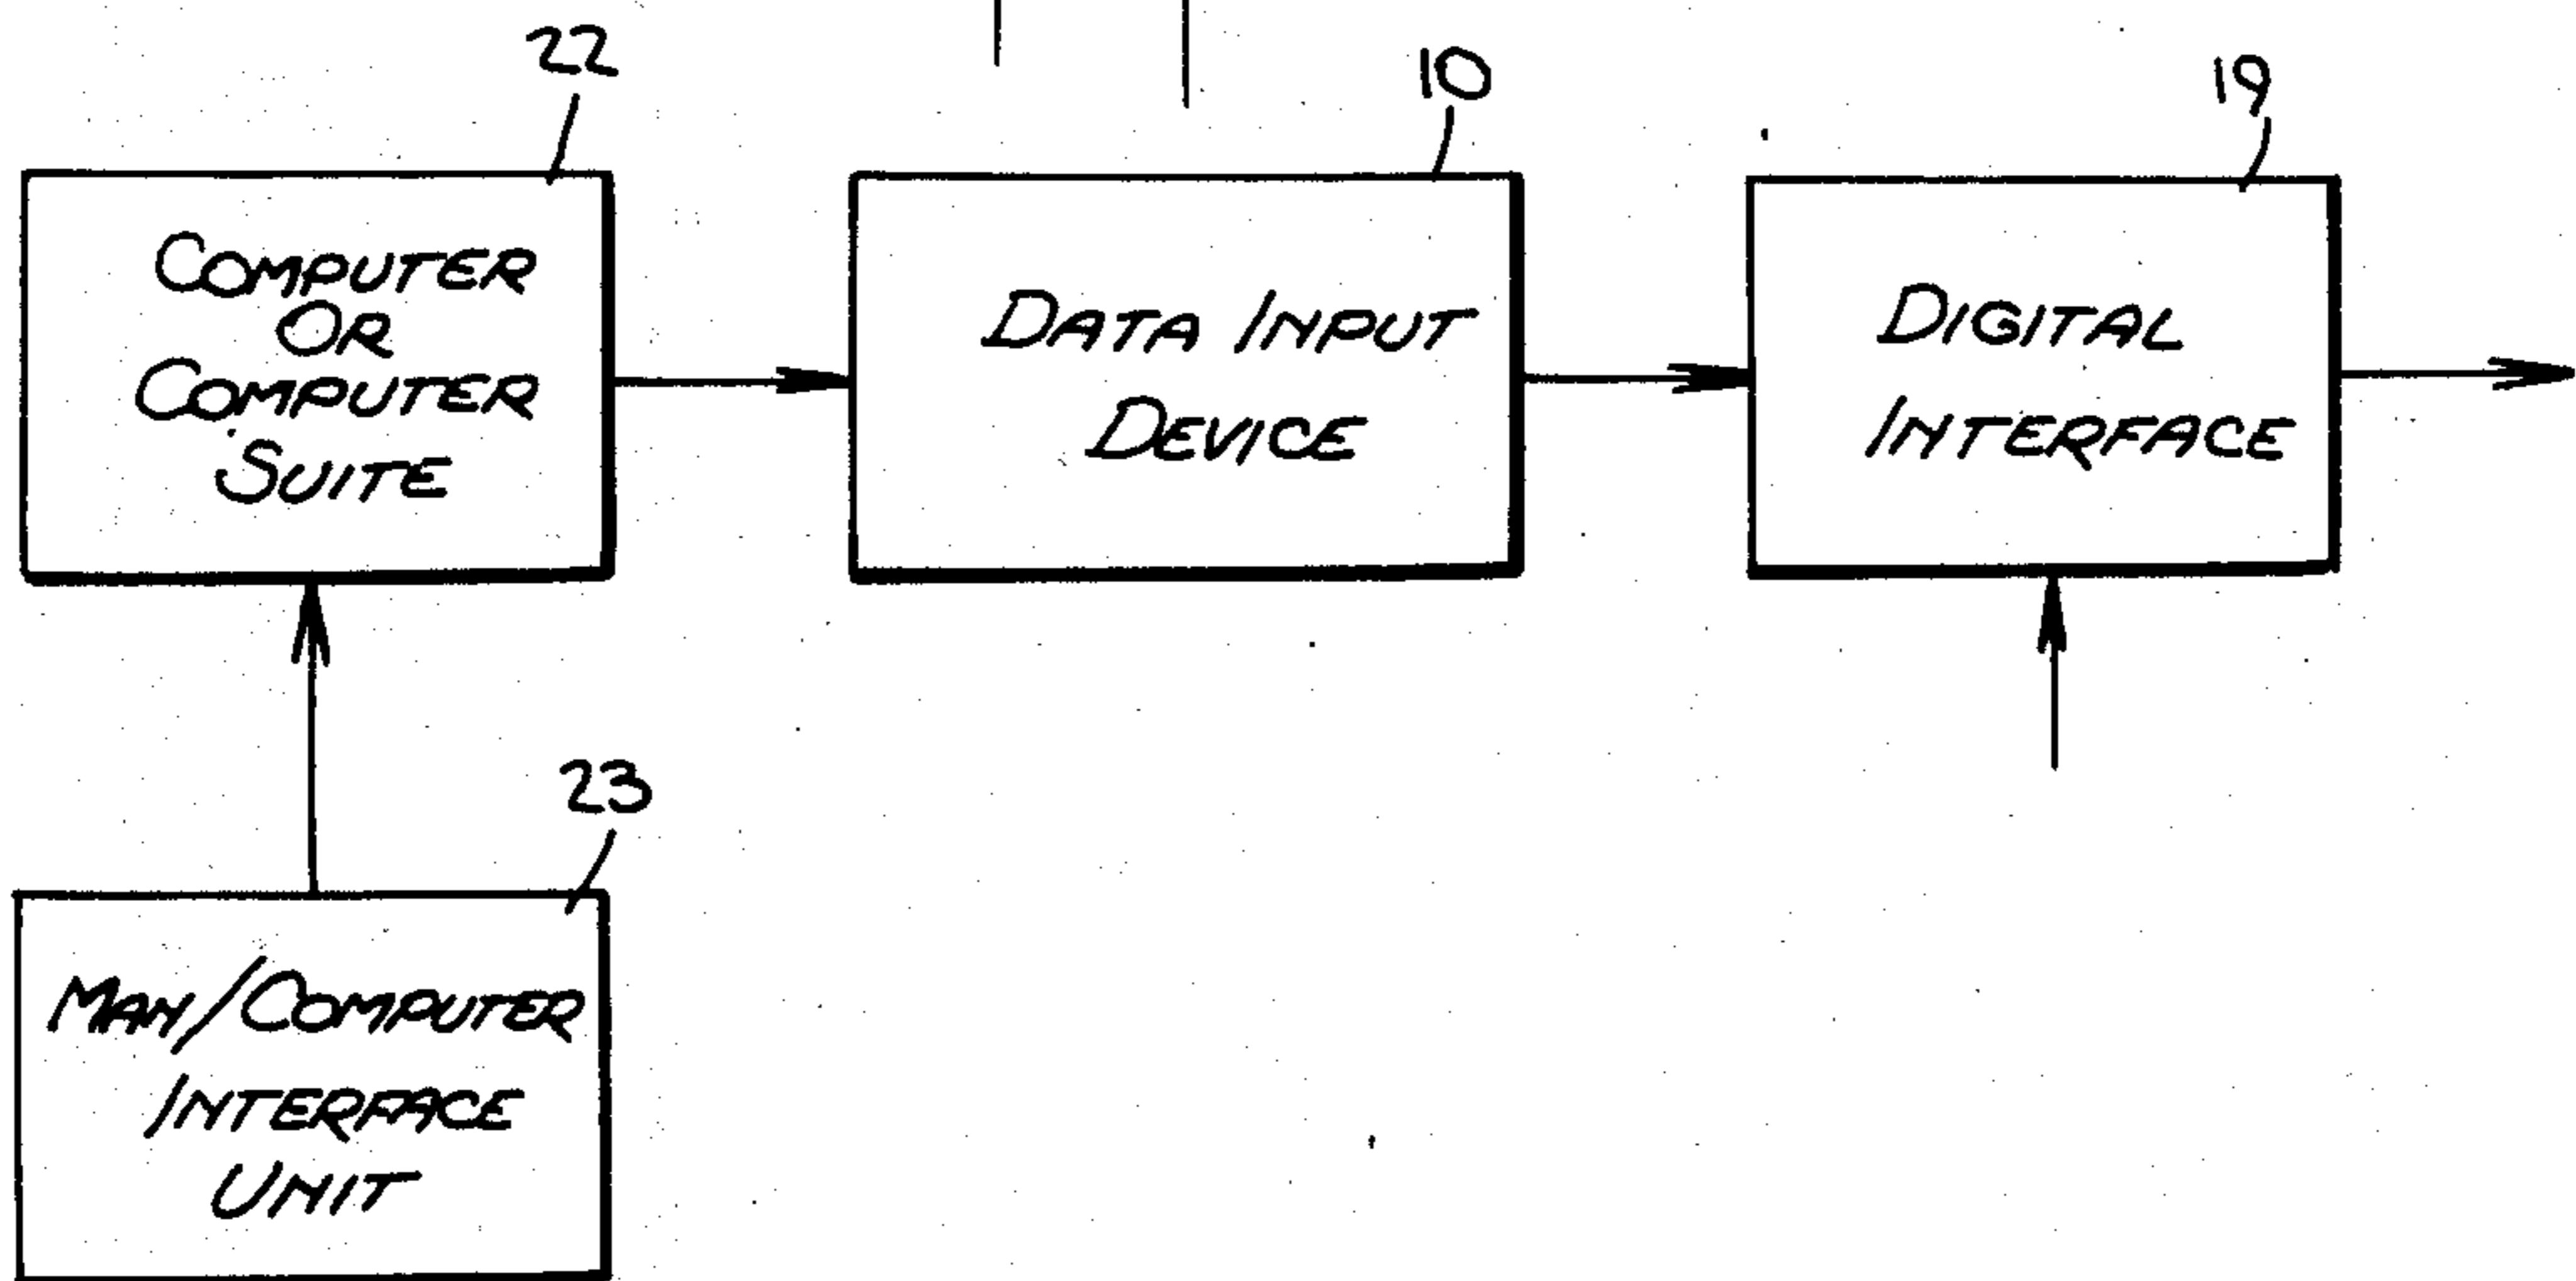 22
10
19
COMPUTER
OR
COMPUTER
SUITE
DATA INPUT
DEVICE
DIGITAL
INTERFACE
23
MAN/COMPUTER
INTERFACE
UNIT